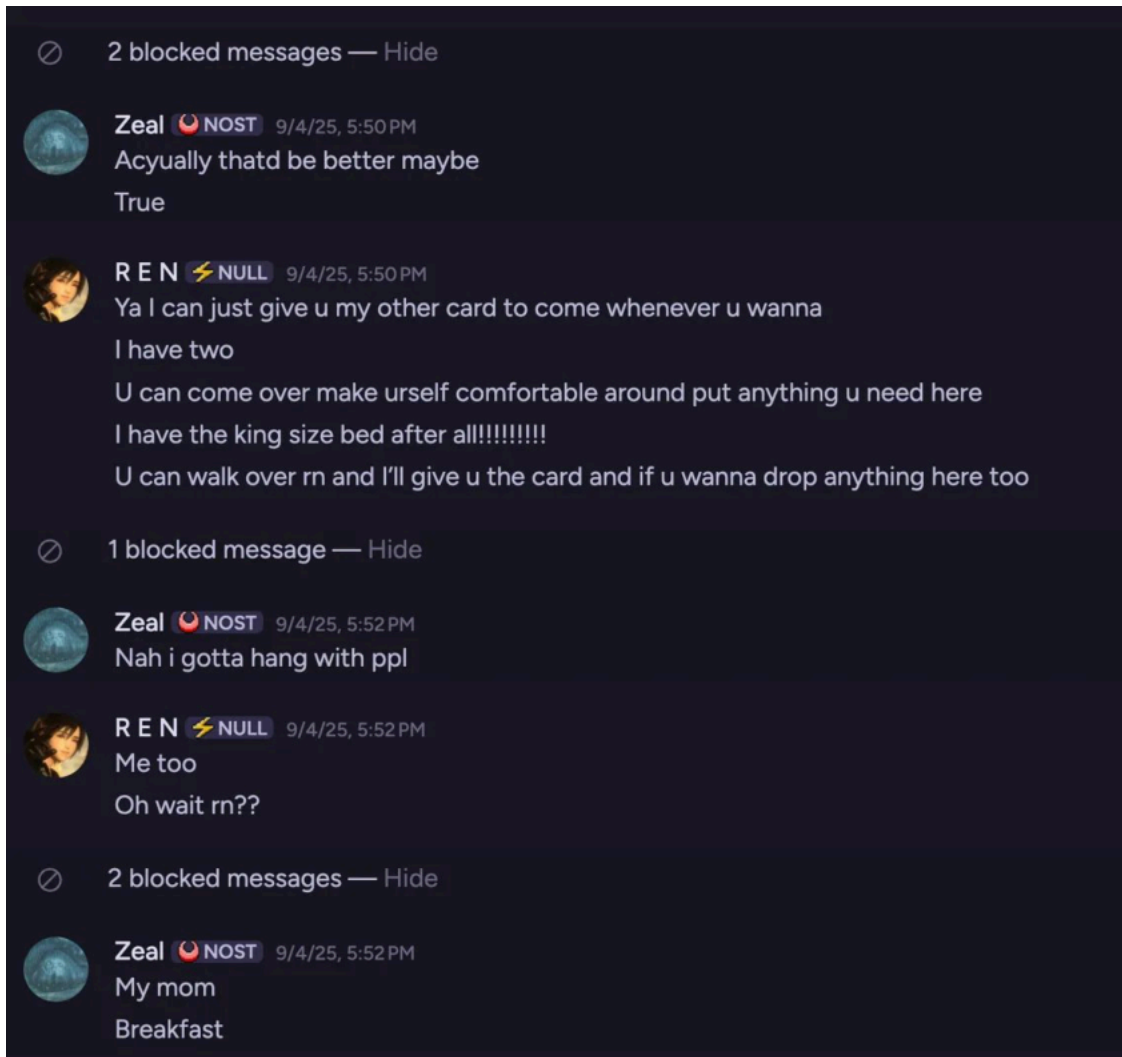 2 blocked messages — Hide
Zeal NOST 9/4/25, 5:50 PM
Acyually thatd be better maybe
True
R E N NULL 9/4/25, 5:50 PM
Ya I can just give u my other card to come whenever u wanna
I have two
U can come over make urself comfortable around put anything u need here
I have the king size bed after all!!!!!!!!!
U can walk over rn and I’ll give u the card and if u wanna drop anything here too
1 blocked message — Hide
Zeal NOST 9/4/25, 5:52 PM
Nah i gotta hang with ppl
R E N NULL 9/4/25, 5:52 PM
Me too
Oh wait rn??
2 blocked messages — Hide
Zeal NOST 9/4/25, 5:52 PM
My mom
Breakfast